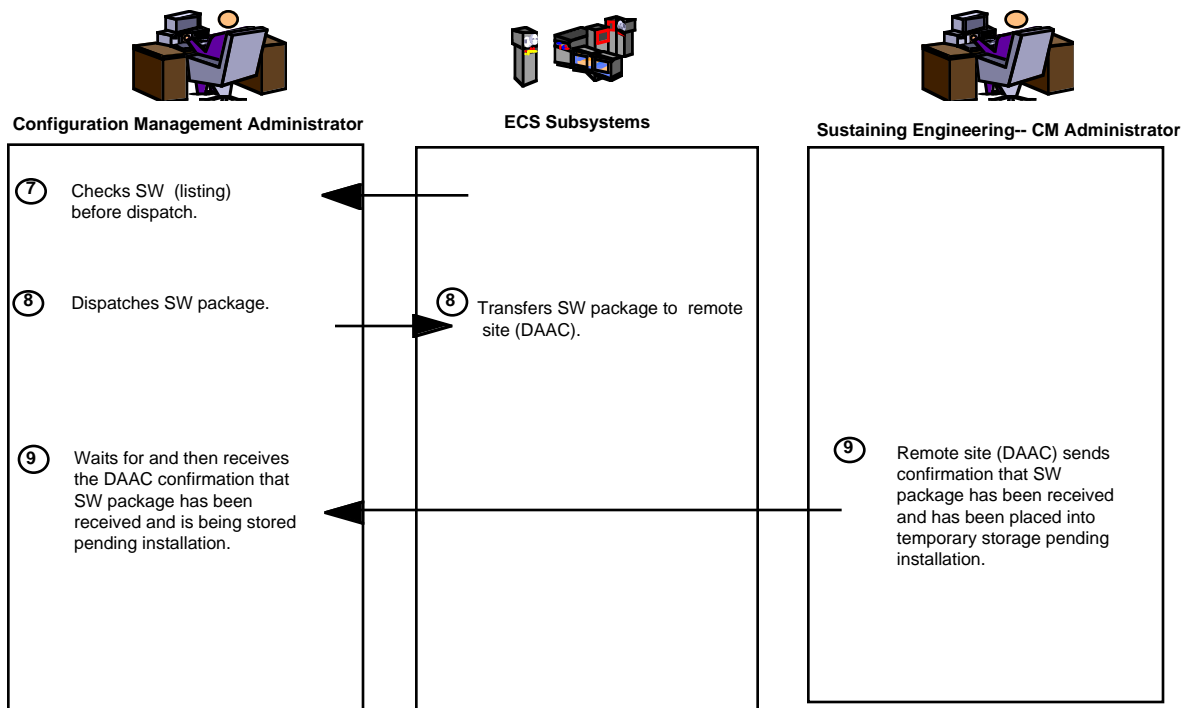 Configuration Management Administrator
ECS Subsystems
Sustaining Engineering-- CM Administrator
7 Checks SW (listing)
before dispatch.
8 Dispatches SW package.
8 Transfers SW package to remote
site (DAAC).
9 Waits for and then receives
the DAAC confirmation that
SW package has been
received and is being stored
pending installation.
9 Remote site (DAAC) sends
confirmation that SW
package has been received
and has been placed into
temporary storage pending
installation.